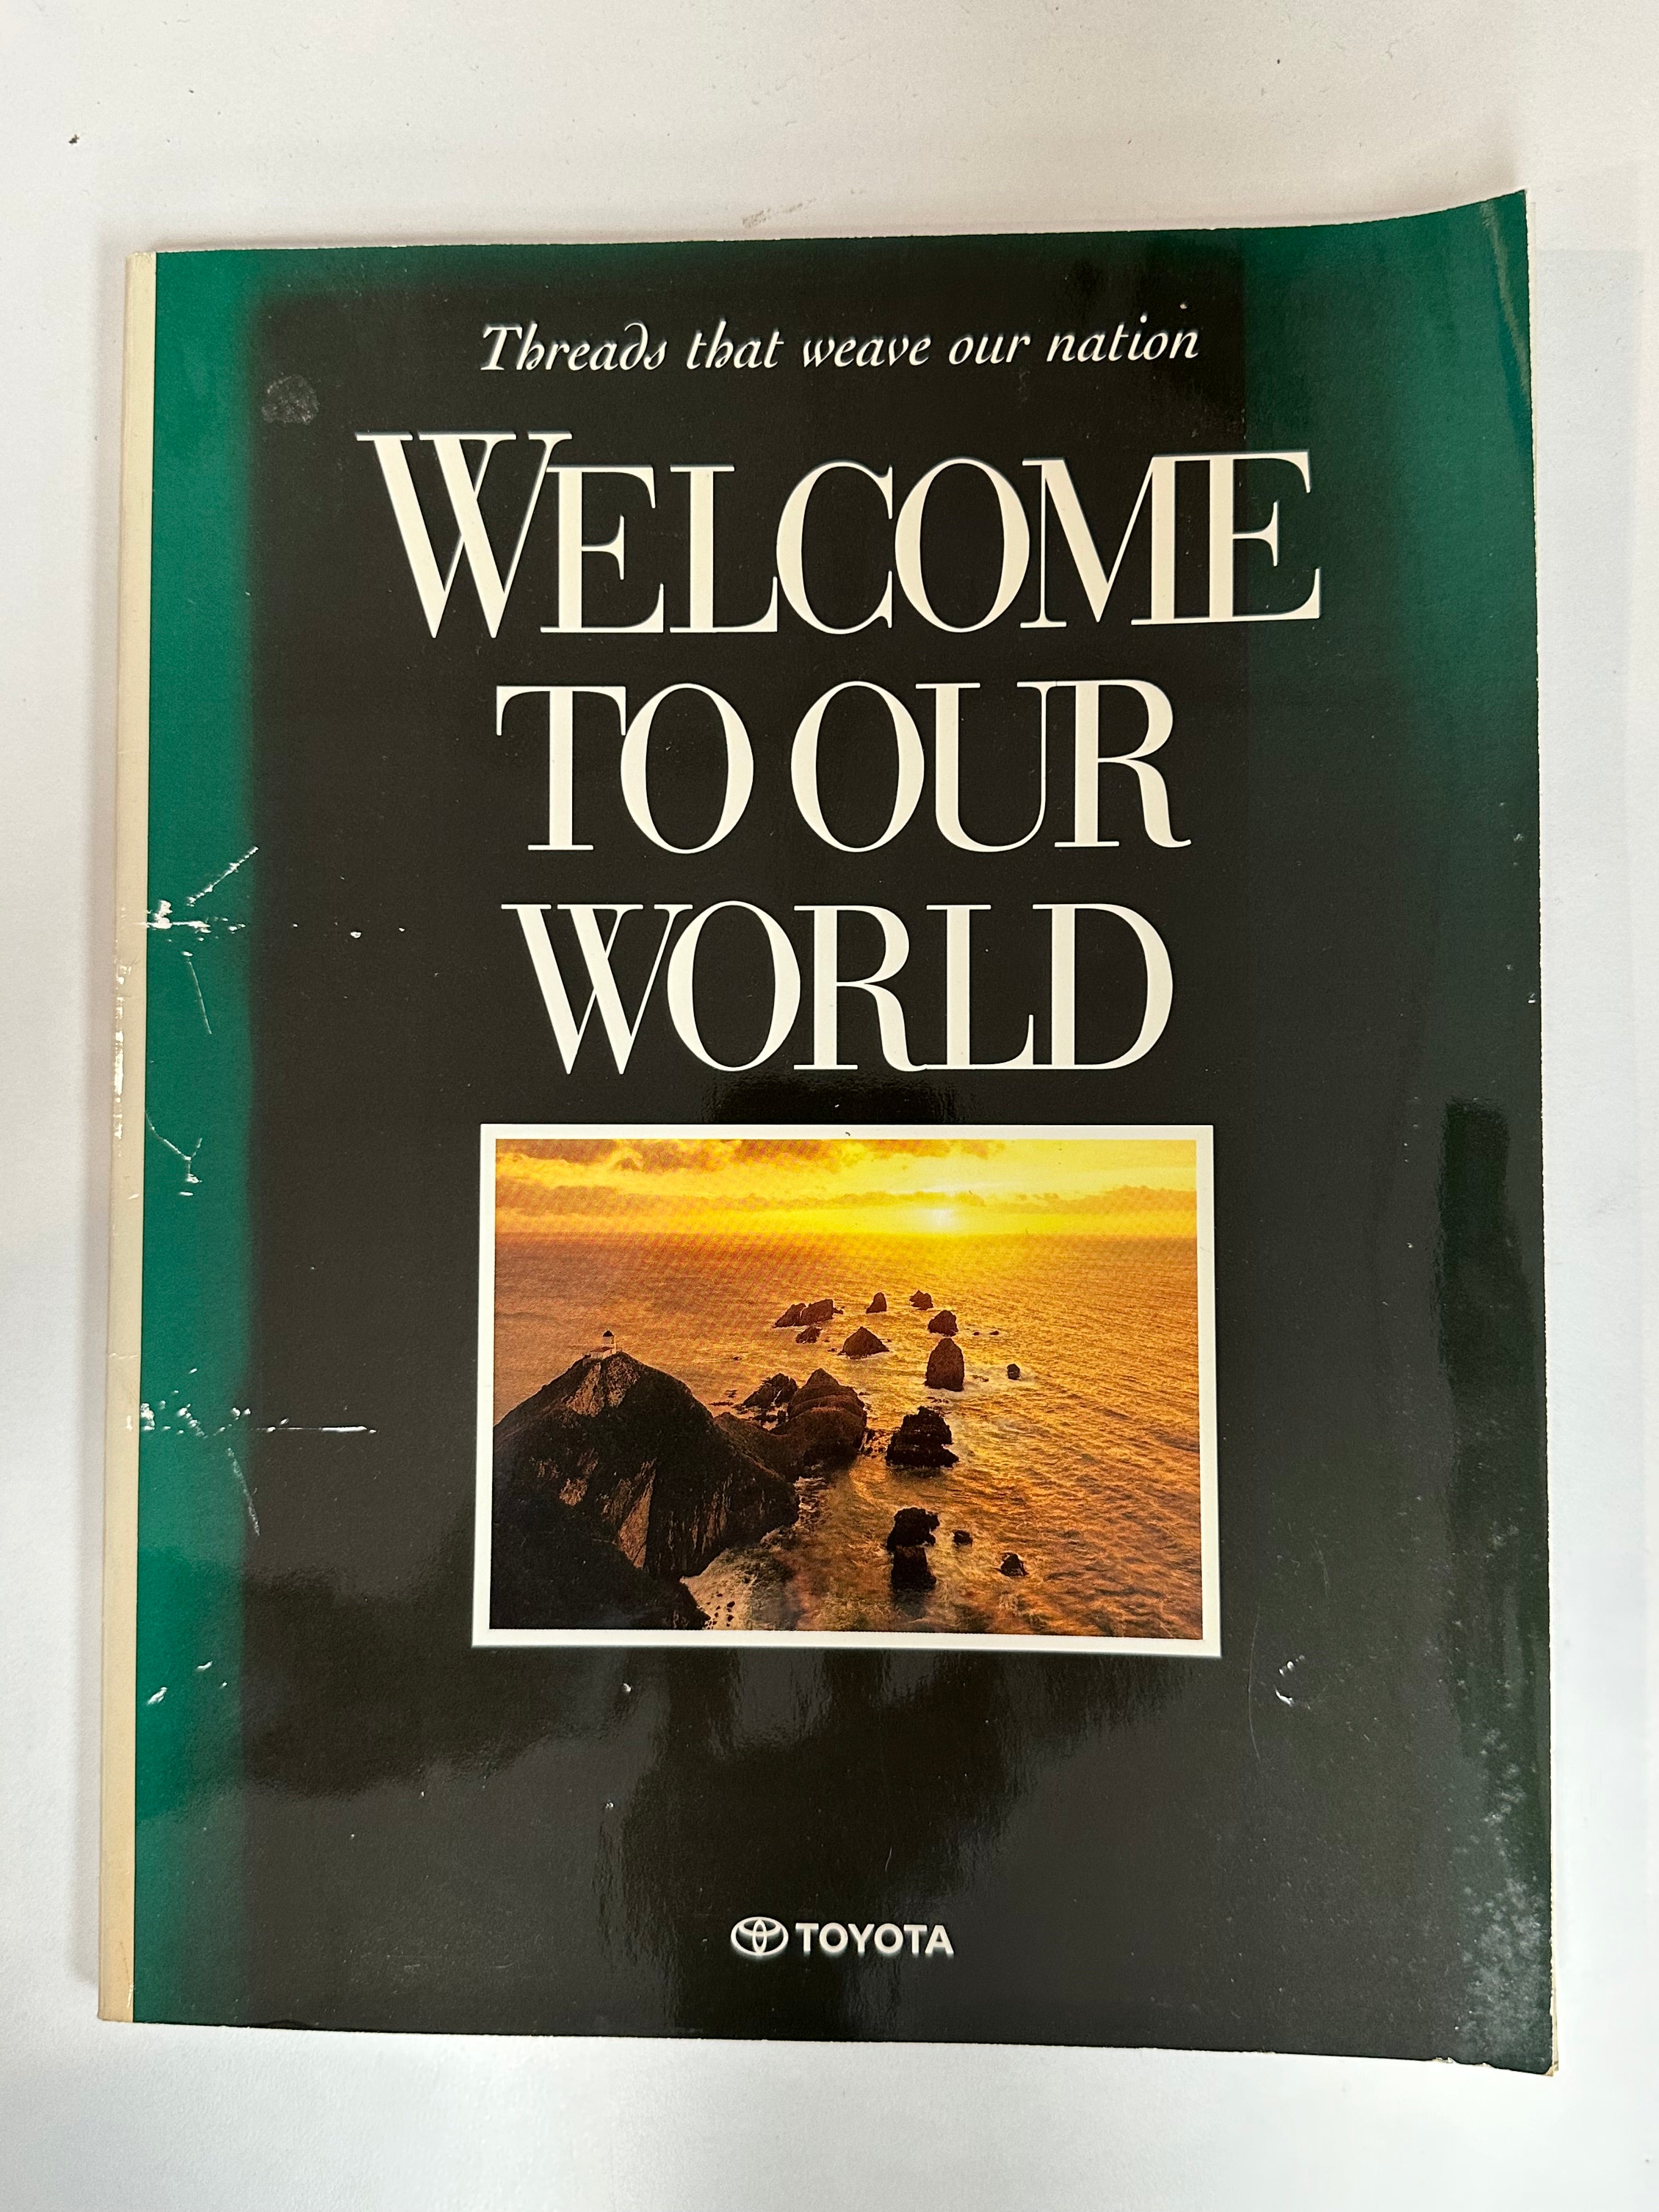 Threads that weave our nation
WELCOME
TO OUR
WORLD
TOYOTA